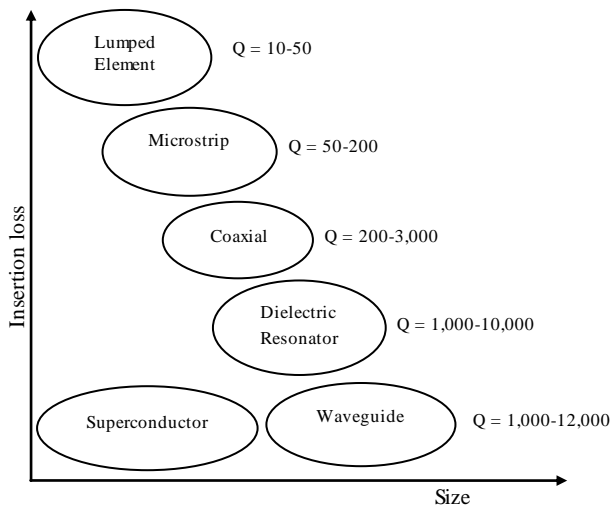 Lumped
Element
Q = 10-50
Microstrip
Q = 50-200
Coaxial
Q = 200-3,000
Dielectric
Resonator
Q = 1,000-10,000
Superconductor
Waveguide
Q = 1,000-12,000
Insertion loss
Size